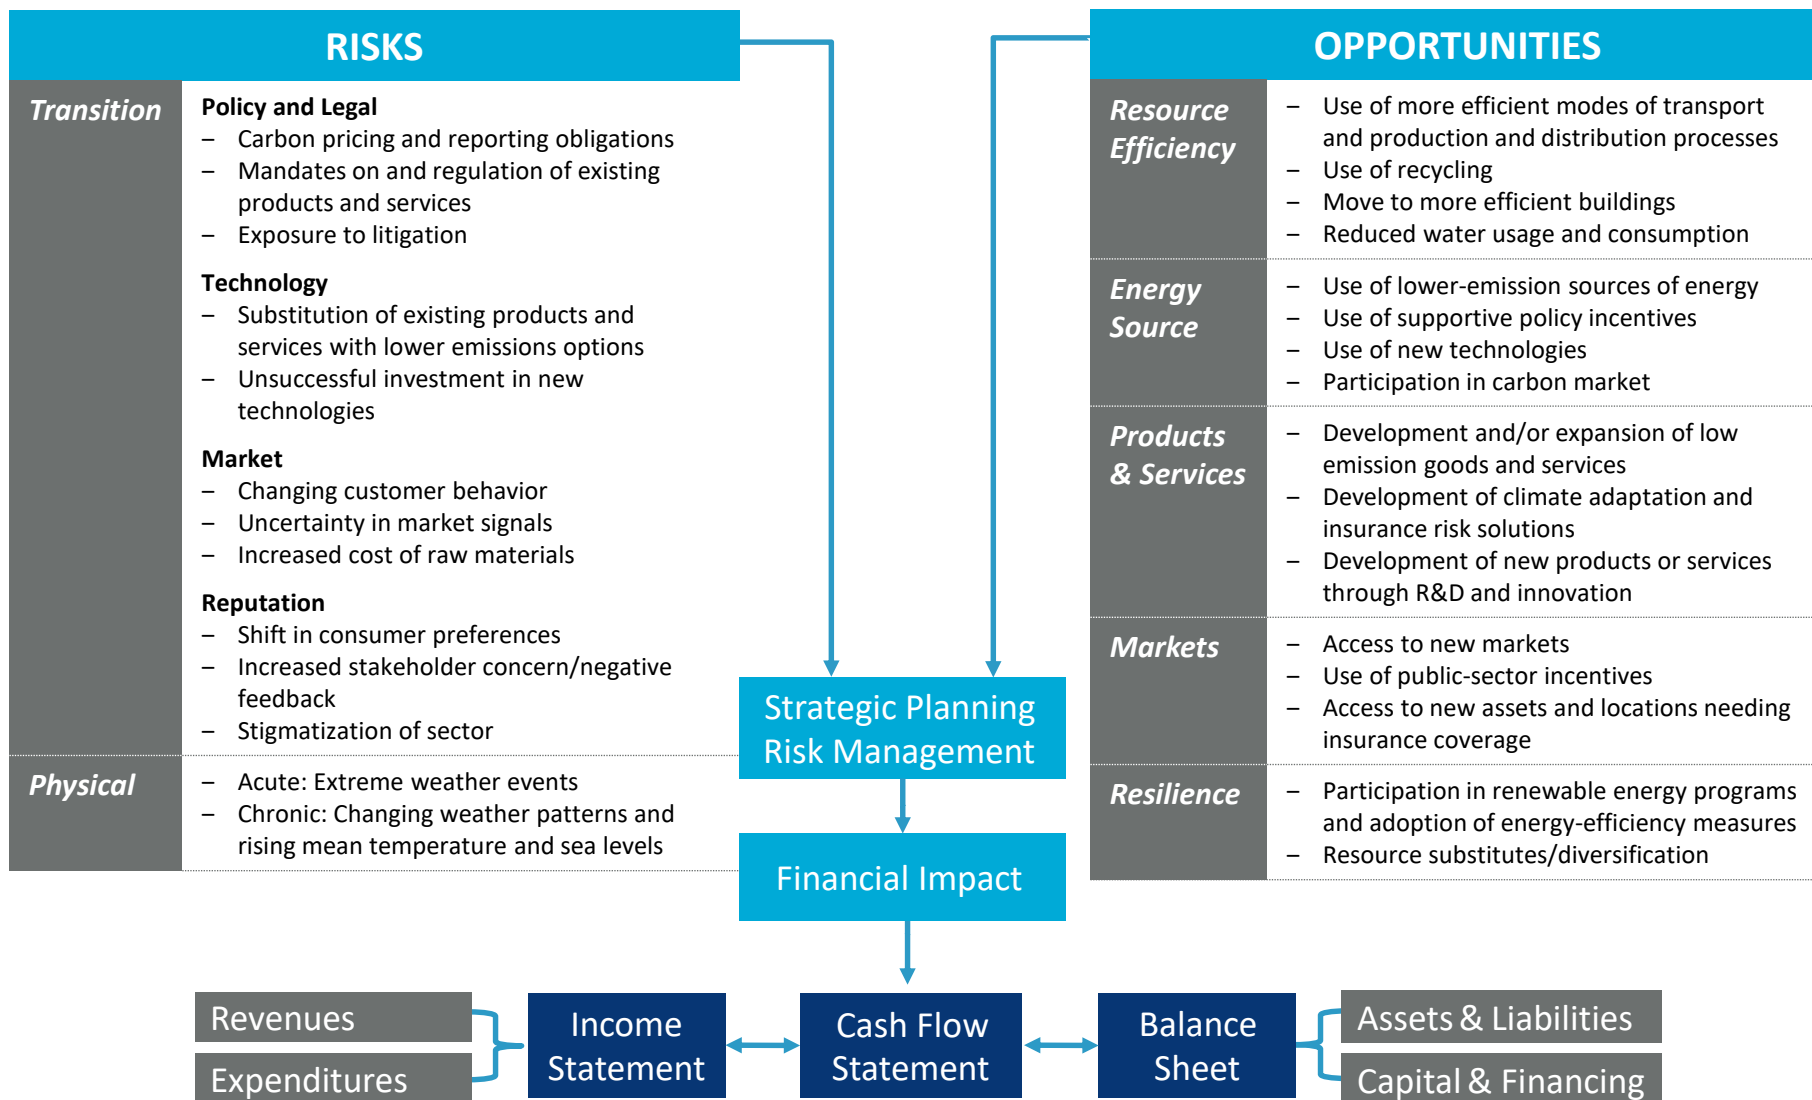 RISKS
Transition
Policy and Legal
– Carbon pricing and reporting obligations
– Mandates on and regulation of existing
products and services
– Exposure to litigation
Technology
– Substitution of existing products and
services with lower emissions options
– Unsuccessful investment in new
technologies
Market
– Changing customer behavior
– Uncertainty in market signals
– Increased cost of raw materials
Reputation
– Shift in consumer preferences
– Increased stakeholder concern/negative
feedback
– Stigmatization of sector
Physical
– Acute: Extreme weather events
– Chronic: Changing weather patterns and
rising mean temperature and sea levels
OPPORTUNITIES
Resource
Efficiency
– Use of more efficient modes of transport
and production and distribution processes
– Use of recycling
– Move to more efficient buildings
– Reduced water usage and consumption
Energy
Source
– Use of lower-emission sources of energy
– Use of supportive policy incentives
– Use of new technologies
– Participation in carbon market
Products
& Services
– Development and/or expansion of low
emission goods and services
– Development of climate adaptation and
insurance risk solutions
– Development of new products or services
through R&D and innovation
Markets
– Access to new markets
– Use of public-sector incentives
– Access to new assets and locations needing
insurance coverage
Resilience
– Participation in renewable energy programs
and adoption of energy-efficiency measures
– Resource substitutes/diversification
Strategic Planning
Risk Management
Financial Impact
Revenues
Expenditures
Income
Statement
Cash Flow
Statement
Balance
Sheet
Assets & Liabilities
Capital & Financing